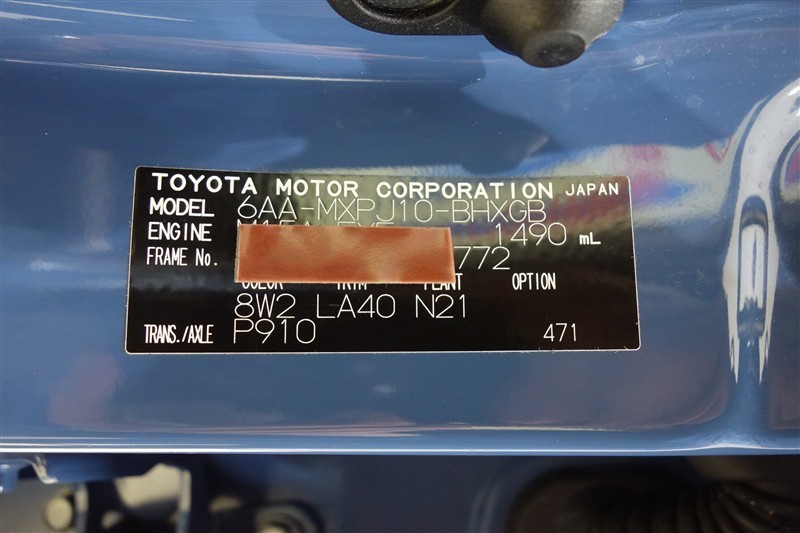 TOYOTA MOTOR CORPORATION JAPAN
MODEL 6AA-MXPJ10-BHXGB
ENGINE 1490 mL
FRAME No. 772
COLOR TRIM PLANT OPTION
8W2 LA40 N21
TRANS./AXLE P910 471